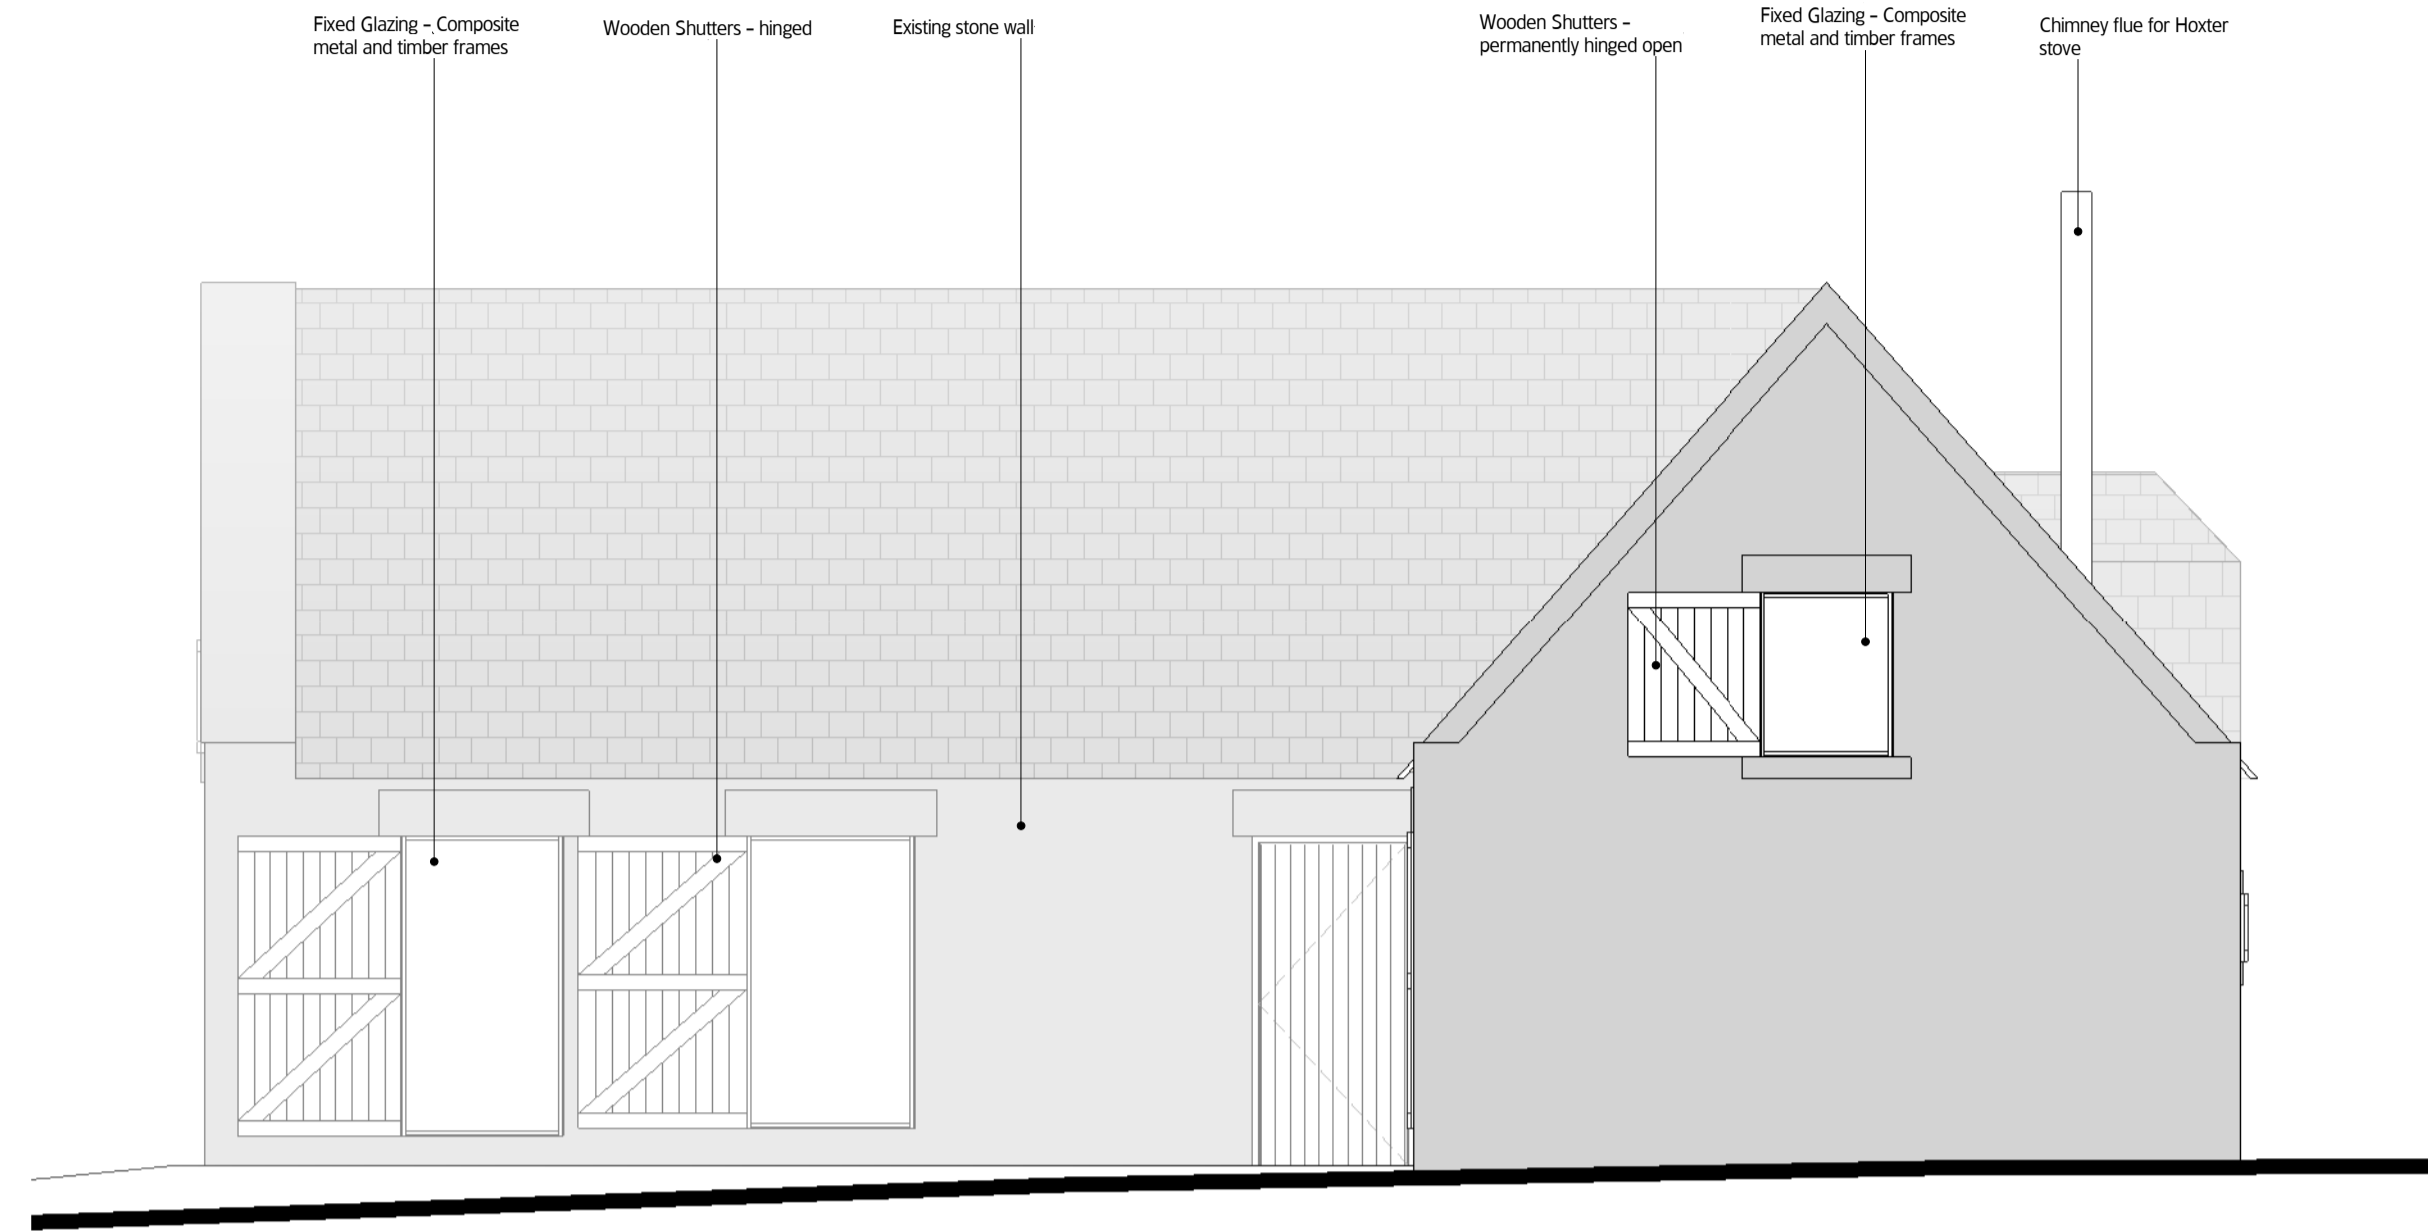 Fixed Glazing - Composite
metal and timber frames
Wooden Shutters - hinged
Existing stone wall
Wooden Shutters -
permanently hinged open
Fixed Glazing - Composite
metal and timber frames
Chimney flue for Hoxter
stove